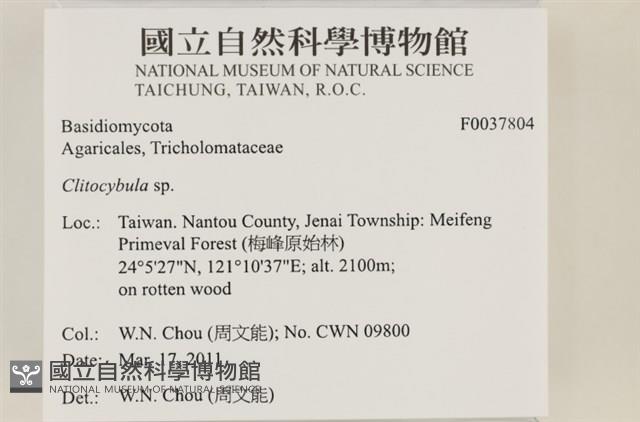 國立自然科學博物館
NATIONAL MUSEUM OF NATURAL SCIENCE
TAICHUNG, TAIWAN, R.O.C.
Basidiomycota F0037804
Agaricales, Tricholomataceae
Clitocybula sp.
Loc.: Taiwan. Nantou County, Jenai Township: Meifeng
Primeval Forest (梅峰原始林)
24°5'27"N, 121°10'37"E; alt. 2100m;
on rotten wood
Col.: W.N. Chou (周文能); No. CWN 09800
Date: Mar. 17, 2011
國立自然科學博物館
NATIONAL MUSEUM OF NATURAL SCIENCE
Det.: W.N. Chou (周文能)